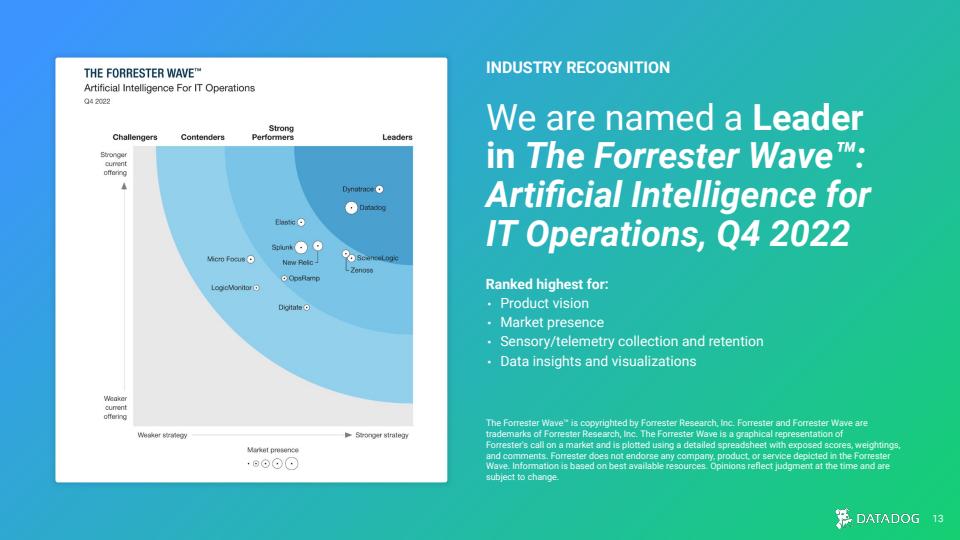 THE FORRESTER WAVE™
Artificial Intelligence For IT Operations
Q4 2022
Challengers
Contenders
Strong
Performers
Leaders
Stronger
current
offering
Dynatrace
Datadog
Elastic
Splunk
New Relic
ScienceLogic
Zenoss
Micro Focus
OpsRamp
LogicMonitor
Digitate
Weaker
current
offering
Weaker strategy
Stronger strategy
Market presence
INDUSTRY RECOGNITION
We are named a Leader
in The Forrester Wave™:
Artificial Intelligence for
IT Operations, Q4 2022
Ranked highest for:
• Product vision
• Market presence
• Sensory/telemetry collection and retention
• Data insights and visualizations
The Forrester Wave™ is copyrighted by Forrester Research, Inc. Forrester and Forrester Wave are
trademarks of Forrester Research, Inc. The Forrester Wave is a graphical representation of
Forrester's call on a market and is plotted using a detailed spreadsheet with exposed scores, weightings,
and comments. Forrester does not endorse any company, product, or service depicted in the Forrester
Wave. Information is based on best available resources. Opinions reflect judgment at the time and are
subject to change.
DATADOG
13